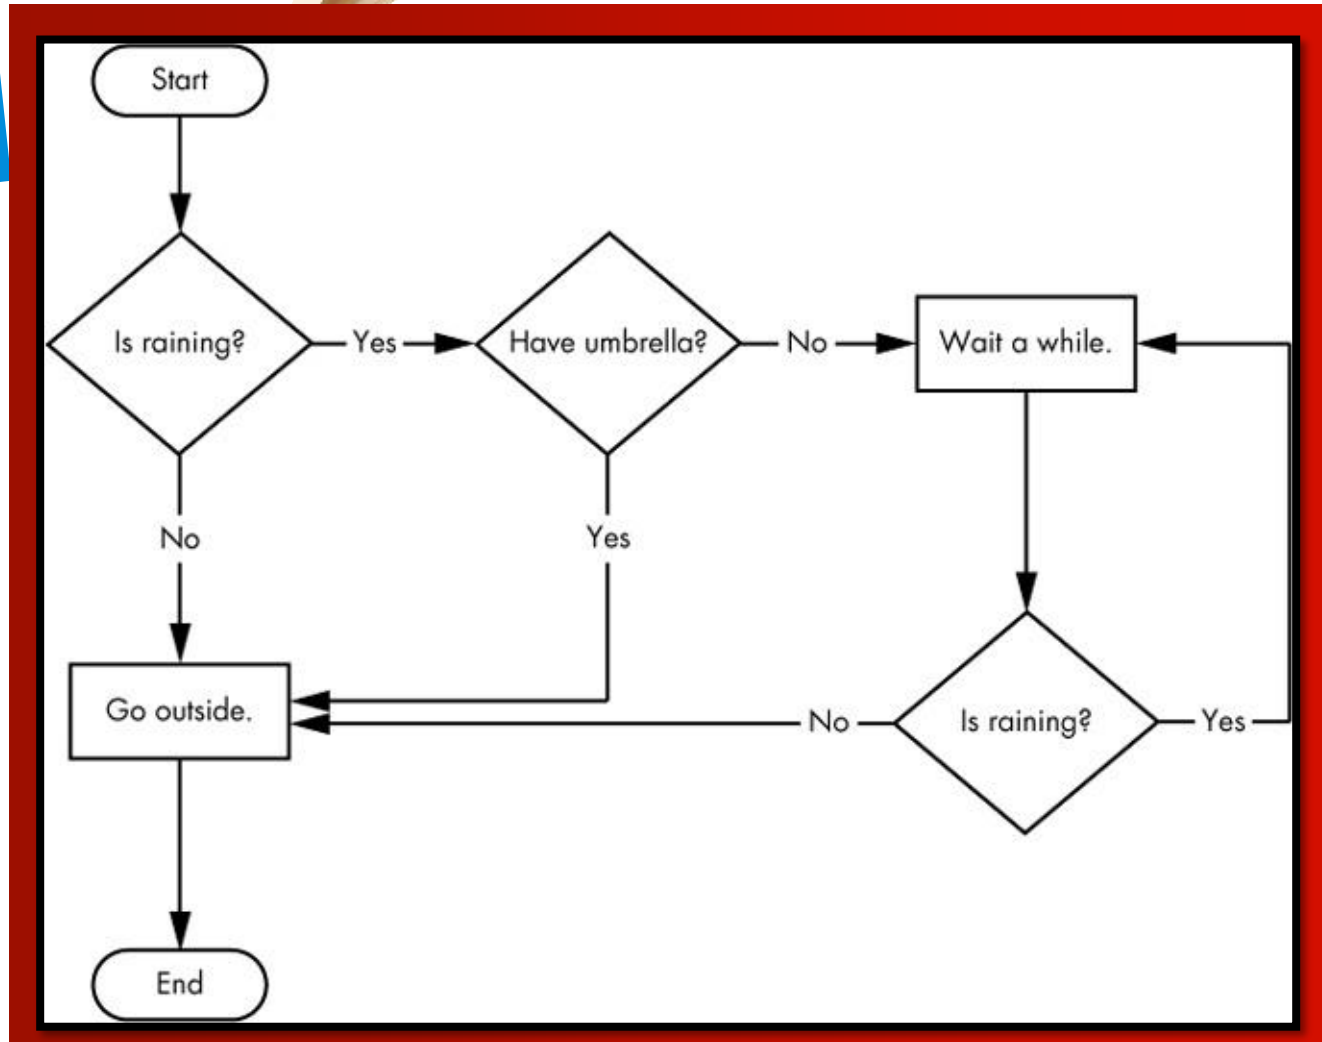 Start
Is raining?
Yes
Have umbrella?
No
Wait a while.
No
Yes
Go outside.
No
Is raining?
Yes
End